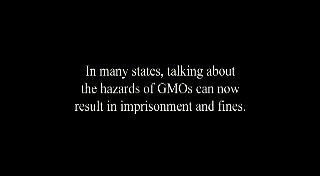 In many states, talking about
the hazards of GMOs can now
result in imprisonment and fines.